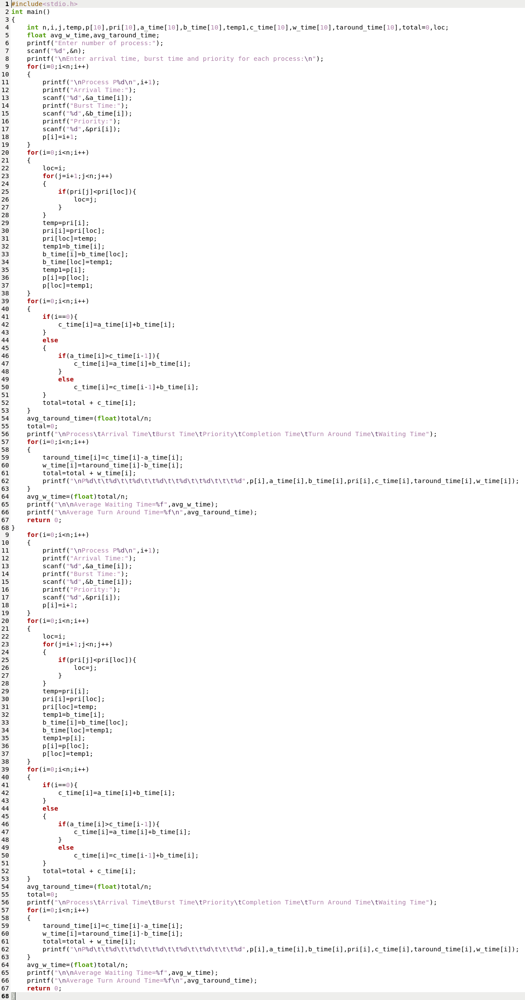 1 #include<stdio.h>
2 int main()
3 {
4     int n,i,j,temp,p[10],pri[10],a_time[10],b_time[10],temp1,c_time[10],w_time[10],taround_time[10],total=0,loc;
5     float avg_w_time,avg_taround_time;
6     printf("Enter number of process:");
7     scanf("%d",&n);
8     printf("\nEnter arrival time, burst time and priority for each process:\n");
9     for(i=0;i<n;i++)
10     {
11         printf("\nProcess P%d\n",i+1);
12         printf("Arrival Time:");
13         scanf("%d",&a_time[i]);
14         printf("Burst Time:");
15         scanf("%d",&b_time[i]);
16         printf("Priority:");
17         scanf("%d",&pri[i]);
18         p[i]=i+1;
19     }
20     for(i=0;i<n;i++)
21     {
22         loc=i;
23         for(j=i+1;j<n;j++)
24         {
25             if(pri[j]<pri[loc]){
26                 loc=j;
27             }
28         }
29         temp=pri[i];
30         pri[i]=pri[loc];
31         pri[loc]=temp;
32         temp1=b_time[i];
33         b_time[i]=b_time[loc];
34         b_time[loc]=temp1;
35         temp1=p[i];
36         p[i]=p[loc];
37         p[loc]=temp1;
38     }
39     for(i=0;i<n;i++)
40     {
41         if(i==0){
42             c_time[i]=a_time[i]+b_time[i];
43         }
44         else
45         {
46             if(a_time[i]>c_time[i-1]){
47                 c_time[i]=a_time[i]+b_time[i];
48             }
49             else
50                 c_time[i]=c_time[i-1]+b_time[i];
51         }
52         total=total + c_time[i];
53     }
54     avg_taround_time=(float)total/n;
55     total=0;
56     printf("\nProcess\tArrival Time\tBurst Time\tPriority\tCompletion Time\tTurn Around Time\tWaiting Time");
57     for(i=0;i<n;i++)
58     {
59         taround_time[i]=c_time[i]-a_time[i];
60         w_time[i]=taround_time[i]-b_time[i];
61         total=total + w_time[i];
62         printf("\nP%d\t\t%d\t\t%d\t\t%d\t\t%d\t\t%d\t\t\t%d",p[i],a_time[i],b_time[i],pri[i],c_time[i],taround_time[i],w_time[i]);
63     }
64     avg_w_time=(float)total/n;
65     printf("\n\nAverage Waiting Time=%f",avg_w_time);
66     printf("\nAverage Turn Around Time=%f\n",avg_taround_time);
67     return 0;
68 }
9     for(i=0;i<n;i++)
10     {
11         printf("\nProcess P%d\n",i+1);
12         printf("Arrival Time:");
13         scanf("%d",&a_time[i]);
14         printf("Burst Time:");
15         scanf("%d",&b_time[i]);
16         printf("Priority:");
17         scanf("%d",&pri[i]);
18         p[i]=i+1;
19     }
20     for(i=0;i<n;i++)
21     {
22         loc=i;
23         for(j=i+1;j<n;j++)
24         {
25             if(pri[j]<pri[loc]){
26                 loc=j;
27             }
28         }
29         temp=pri[i];
30         pri[i]=pri[loc];
31         pri[loc]=temp;
32         temp1=b_time[i];
33         b_time[i]=b_time[loc];
34         b_time[loc]=temp1;
35         temp1=p[i];
36         p[i]=p[loc];
37         p[loc]=temp1;
38     }
39     for(i=0;i<n;i++)
40     {
41         if(i==0){
42             c_time[i]=a_time[i]+b_time[i];
43         }
44         else
45         {
46             if(a_time[i]>c_time[i-1]){
47                 c_time[i]=a_time[i]+b_time[i];
48             }
49             else
50                 c_time[i]=c_time[i-1]+b_time[i];
51         }
52         total=total + c_time[i];
53     }
54     avg_taround_time=(float)total/n;
55     total=0;
56     printf("\nProcess\tArrival Time\tBurst Time\tPriority\tCompletion Time\tTurn Around Time\tWaiting Time");
57     for(i=0;i<n;i++)
58     {
59         taround_time[i]=c_time[i]-a_time[i];
60         w_time[i]=taround_time[i]-b_time[i];
61         total=total + w_time[i];
62         printf("\nP%d\t\t%d\t\t%d\t\t%d\t\t%d\t\t%d\t\t\t%d",p[i],a_time[i],b_time[i],pri[i],c_time[i],taround_time[i],w_time[i]);
63     }
64     avg_w_time=(float)total/n;
65     printf("\n\nAverage Waiting Time=%f",avg_w_time);
66     printf("\nAverage Turn Around Time=%f\n",avg_taround_time);
67     return 0;
68 }